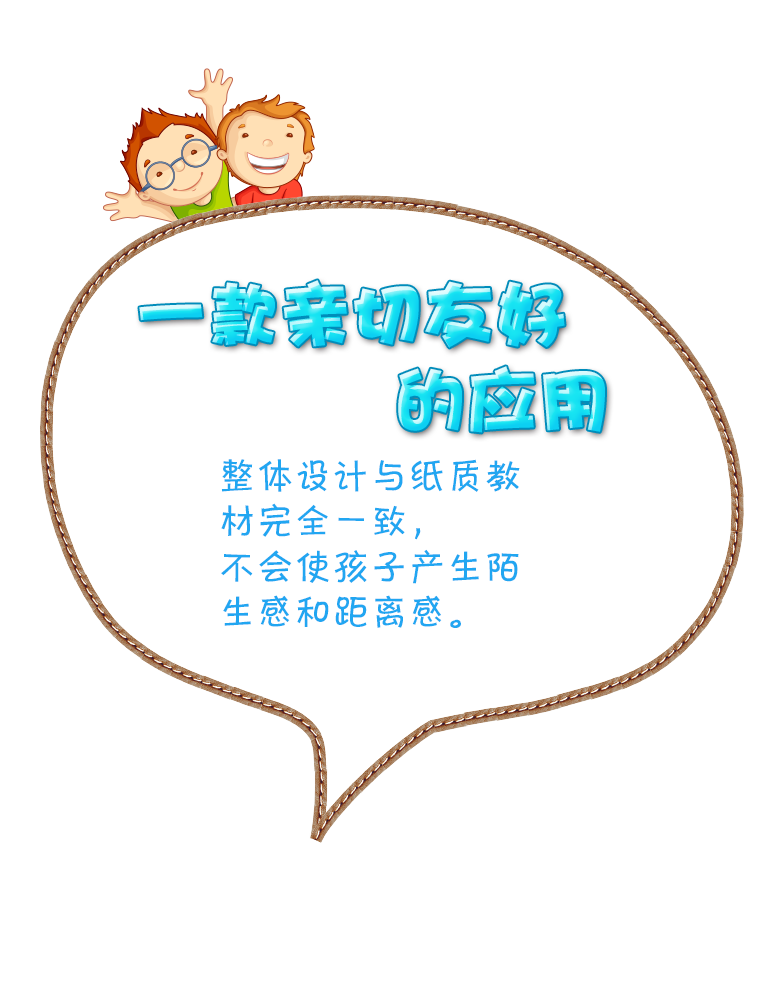 一款亲切友好
的应用
整体设计与纸质教
材完全一致，
不会使孩子产生陌
生感和距离感。